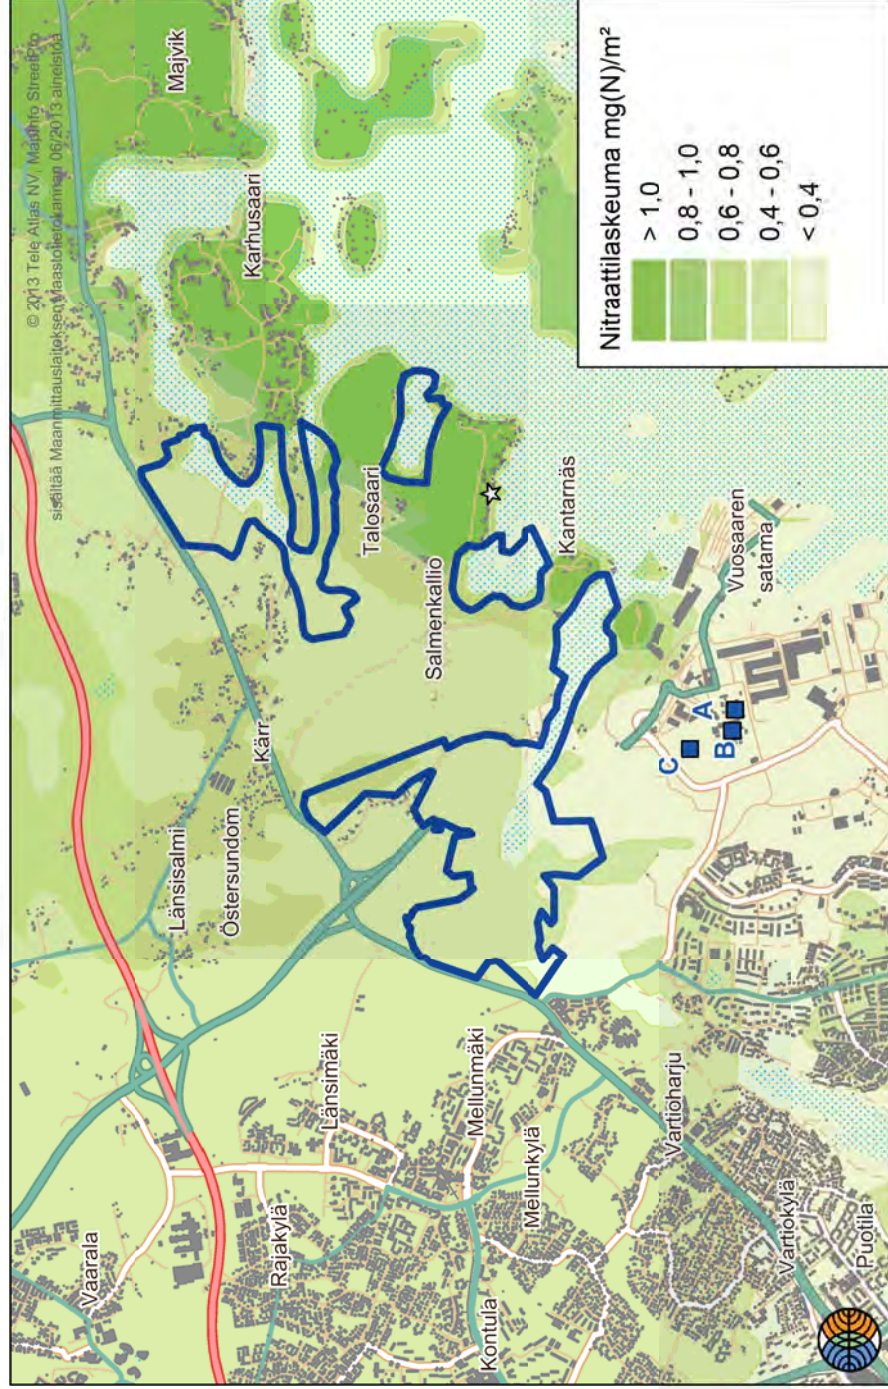 © 2013 Tele Atlas NV, MapInfo StreetPro
sisältää Maanmittauslaitoksen Maastotietokannan 06/2013 aineistoa
Majvik
Karhusaari
Talosaari
Salmenkallio
Kantarnäs
Kärr
Länsisalmi
Östersundom
Vaarala
Rajakylä
Länsimäki
Mellunmäki
Mellunkylä
Kontula
Vartioharju
Vartiokylä
Puotila
Vuosaaren
satama
A
B
C
Nitraattilaskeuma mg(N)/m²
> 1,0
0,8 - 1,0
0,6 - 0,8
0,4 - 0,6
< 0,4